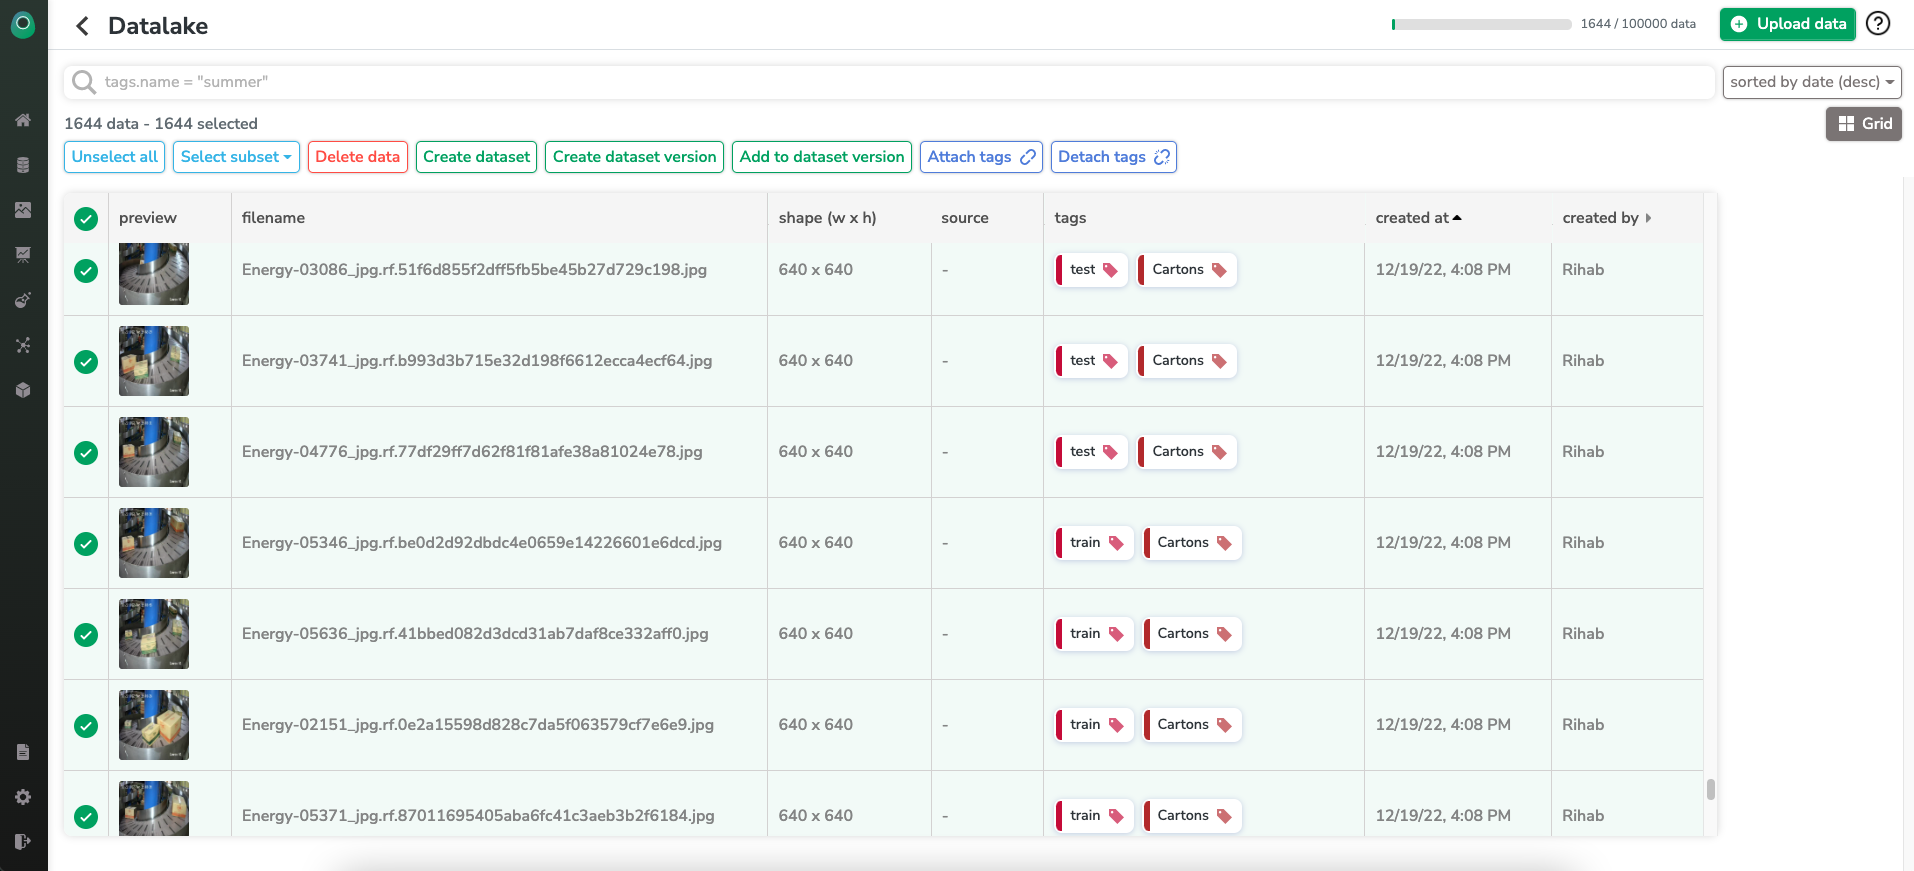 Datalake
1644 / 100000 data
Upload data
tags.name = "summer"
sorted by date (desc)
1644 data - 1644 selected
Grid
Unselect all Select subset Delete data Create dataset Create dataset version Add to dataset version Attach tags Detach tags
preview filename shape (w x h) source tags created at created by
Energy-03086_jpg.rf.51f6d855f2dff5fb5be45b27d729c198.jpg 640 x 640 - test Cartons 12/19/22, 4:08 PM Rihab
Energy-03741_jpg.rf.b993d3b715e32d198f6612ecca4ecf64.jpg 640 x 640 - test Cartons 12/19/22, 4:08 PM Rihab
Energy-04776_jpg.rf.77df29ff7d62f81f81afe38a81024e78.jpg 640 x 640 - test Cartons 12/19/22, 4:08 PM Rihab
Energy-05346_jpg.rf.be0d2d92dbdc4e0659e14226601e6dcd.jpg 640 x 640 - train Cartons 12/19/22, 4:08 PM Rihab
Energy-05636_jpg.rf.41bbed082d3dcd31ab7daf8ce332aff0.jpg 640 x 640 - train Cartons 12/19/22, 4:08 PM Rihab
Energy-02151_jpg.rf.0e2a15598d828c7da5f063579cf7e6e9.jpg 640 x 640 - train Cartons 12/19/22, 4:08 PM Rihab
Energy-05371_jpg.rf.87011695405aba6fc41c3aeb3b2f6184.jpg 640 x 640 - train Cartons 12/19/22, 4:08 PM Rihab